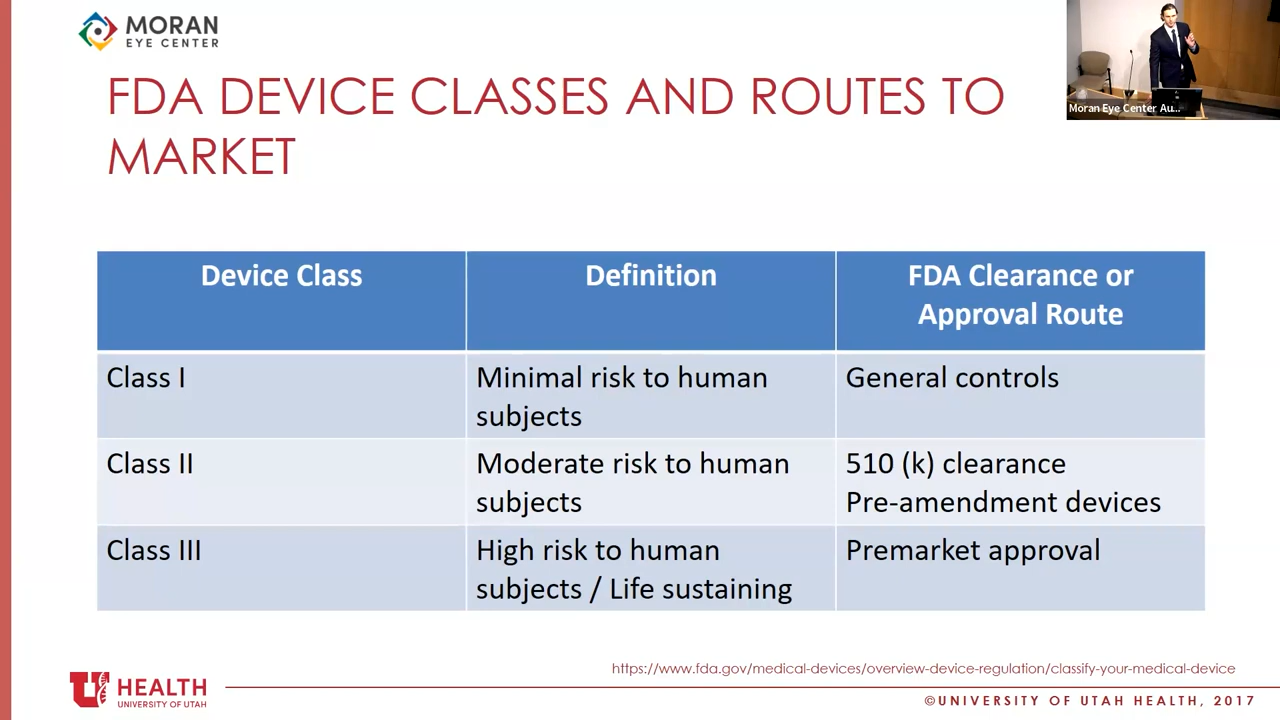 MORAN
EYE CENTER
FDA DEVICE CLASSES AND ROUTES TO
MARKET
Moran Eye Center Au...
Device Class
Definition
FDA Clearance or
Approval Route
Class I
Minimal risk to human
subjects
General controls
Class II
Moderate risk to human
subjects
510 (k) clearance
Pre-amendment devices
Class III
High risk to human
subjects / Life sustaining
Premarket approval
https://www.fda.gov/medical-devices/overview-device-regulation/classify-your-medical-device
U HEALTH
UNIVERSITY OF UTAH
©UNIVERSITY OF UTAH HEALTH, 2017